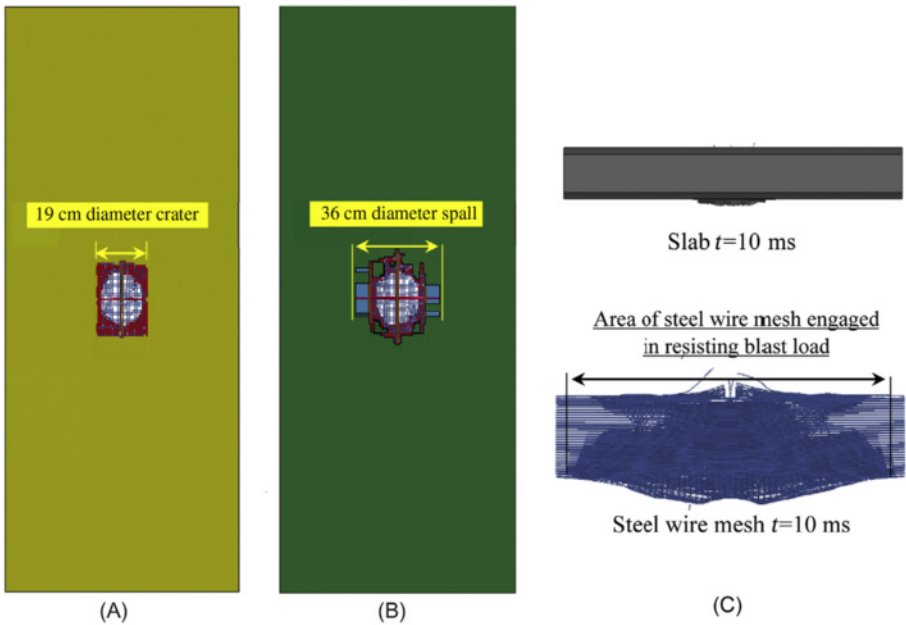 19 cm diameter crater
36 cm diameter spall
Slab t=10 ms
Area of steel wire mesh engaged
in resisting blast load
Steel wire mesh t=10 ms
(A)
(B)
(C)